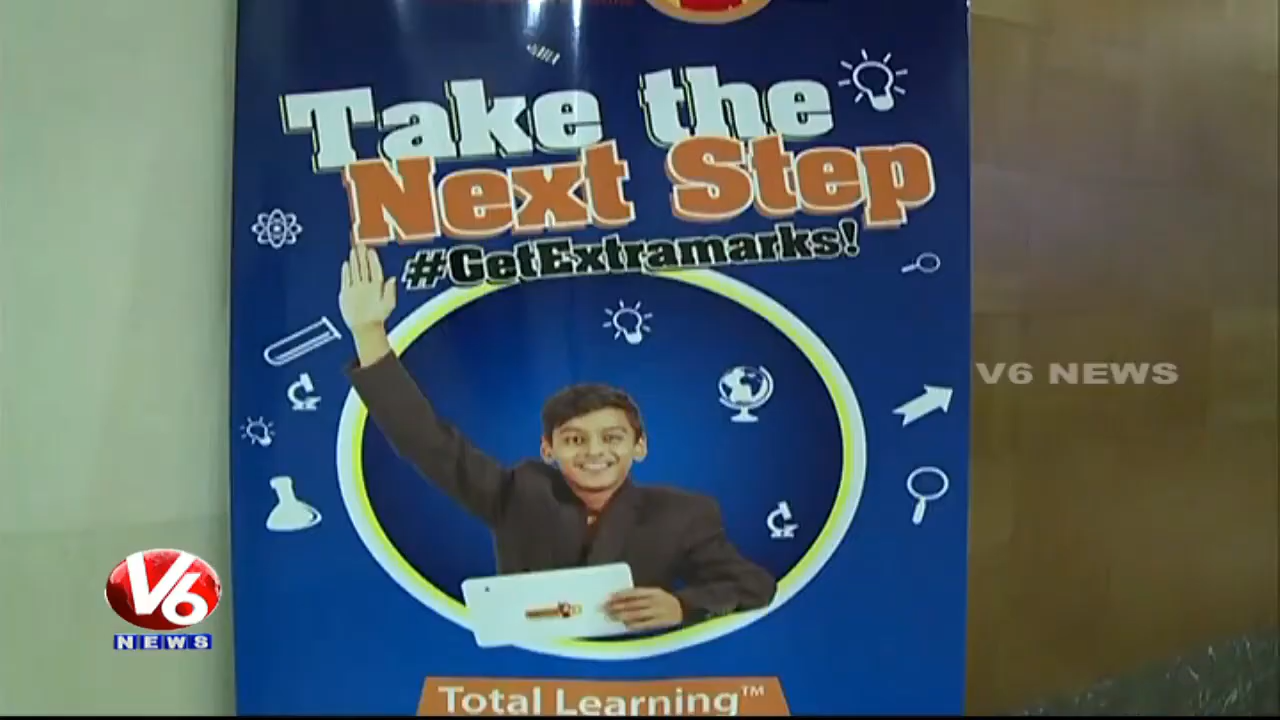 Take the
Next Step
#GetExtramarks!
V6 NEWS
V6
NEWS
Total Learning™